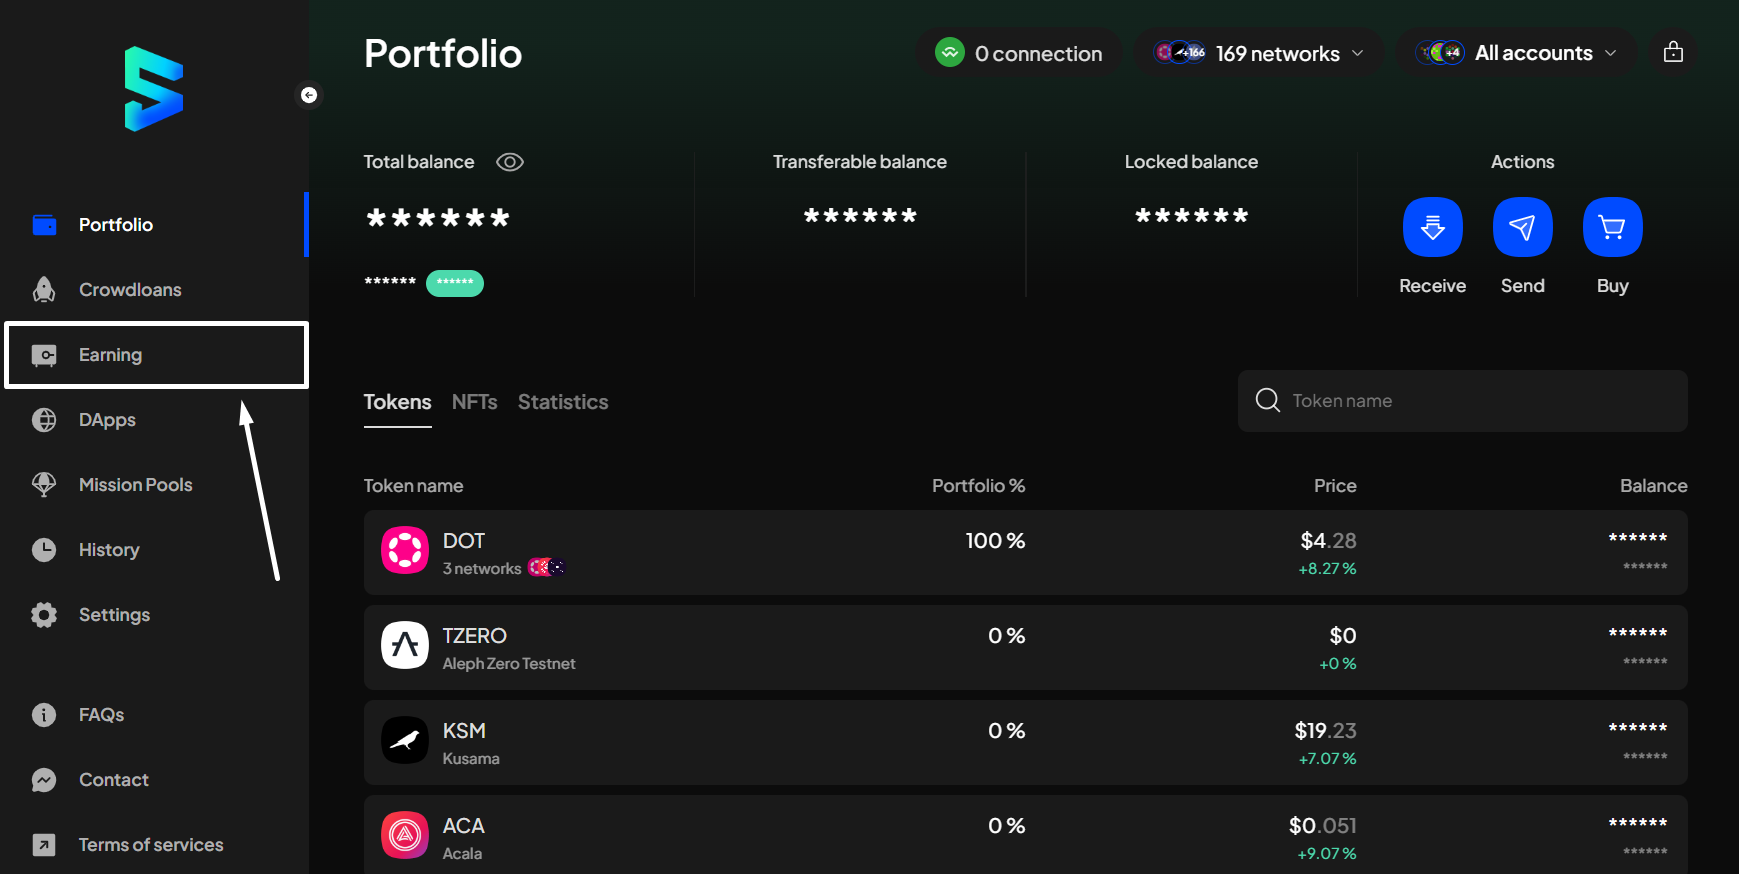 Portfolio
0 connection
+166
169 networks
+4
All accounts
Portfolio
Crowdloans
Earning
DApps
Mission Pools
History
Settings
FAQs
Contact
Terms of services
Total balance
******
****** ******
Transferable balance
******
Locked balance
******
Actions
Receive
Send
Buy
Tokens NFTs Statistics
Token name
Token name Portfolio % Price Balance
DOT 100 % $4.28 ******
3 networks +8.27 % ******
TZERO 0 % $0 ******
Aleph Zero Testnet +0 % ******
KSM 0 % $19.23 ******
Kusama +7.07 % ******
ACA 0 % $0.051 ******
Acala +9.07 % ******